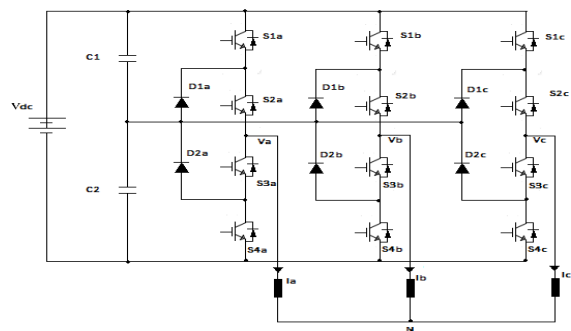 S1a
S1b
S1c
C1
D1a
S2a
D1b
S2b
D1c
S2c
Vdc
Va
Vb
Vc
D2a
D2b
D2c
C2
S3a
S3b
S3c
S4a
S4b
S4c
Ia
Ib
Ic
N